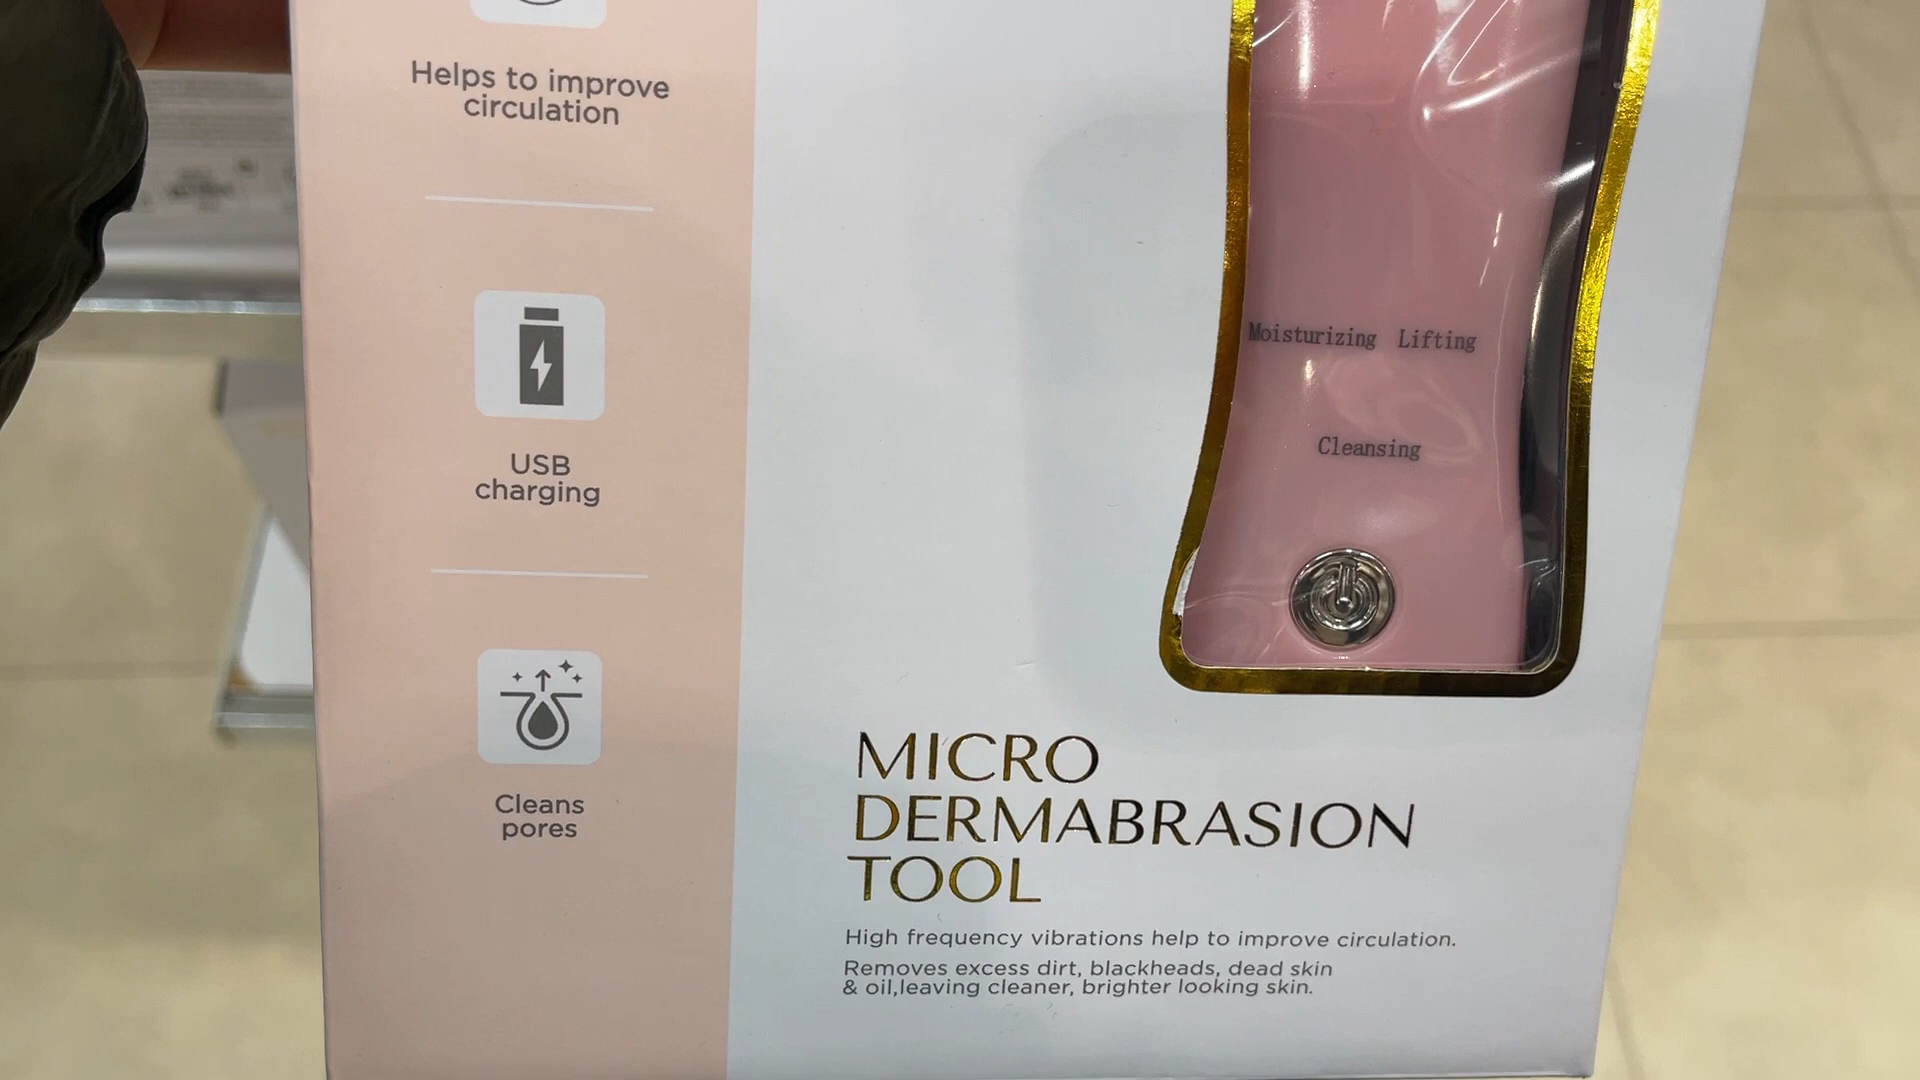 Helps to improve
circulation
USB
charging
Cleans
pores
Moisturizing Lifting
Cleansing
MICRO
DERMABRASION
TOOL
High frequency vibrations help to improve circulation.
Removes excess dirt, blackheads, dead skin
& oil,leaving cleaner, brighter looking skin.